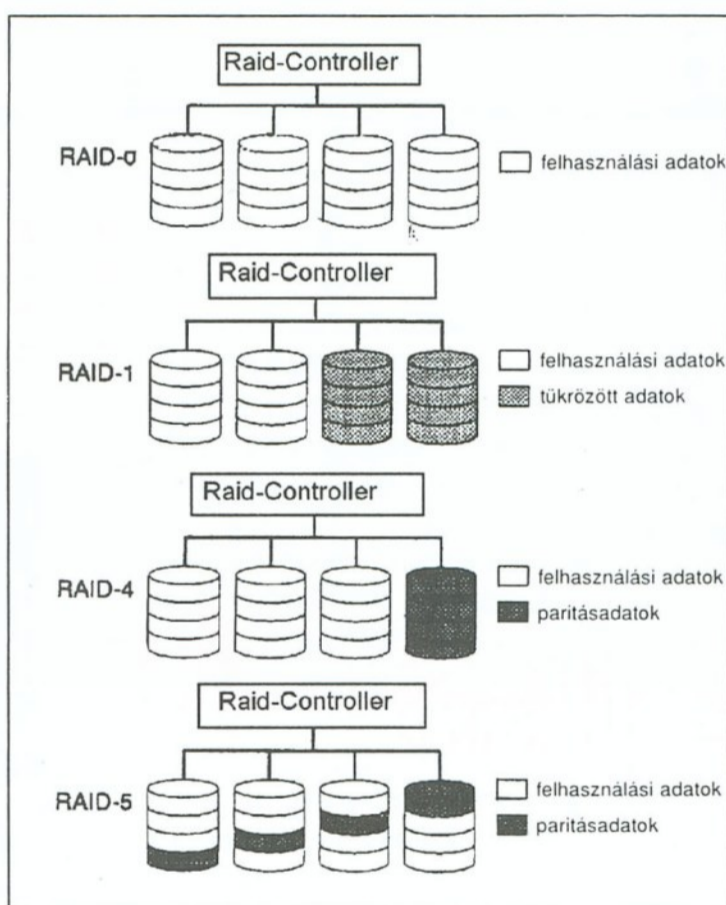 Raid-Controller
RAID-0
felhasználási adatok
Raid-Controller
RAID-1
felhasználási adatok
tükrözött adatok
Raid-Controller
RAID-4
felhasználási adatok
paritásadatok
Raid-Controller
RAID-5
felhasználási adatok
paritásadatok